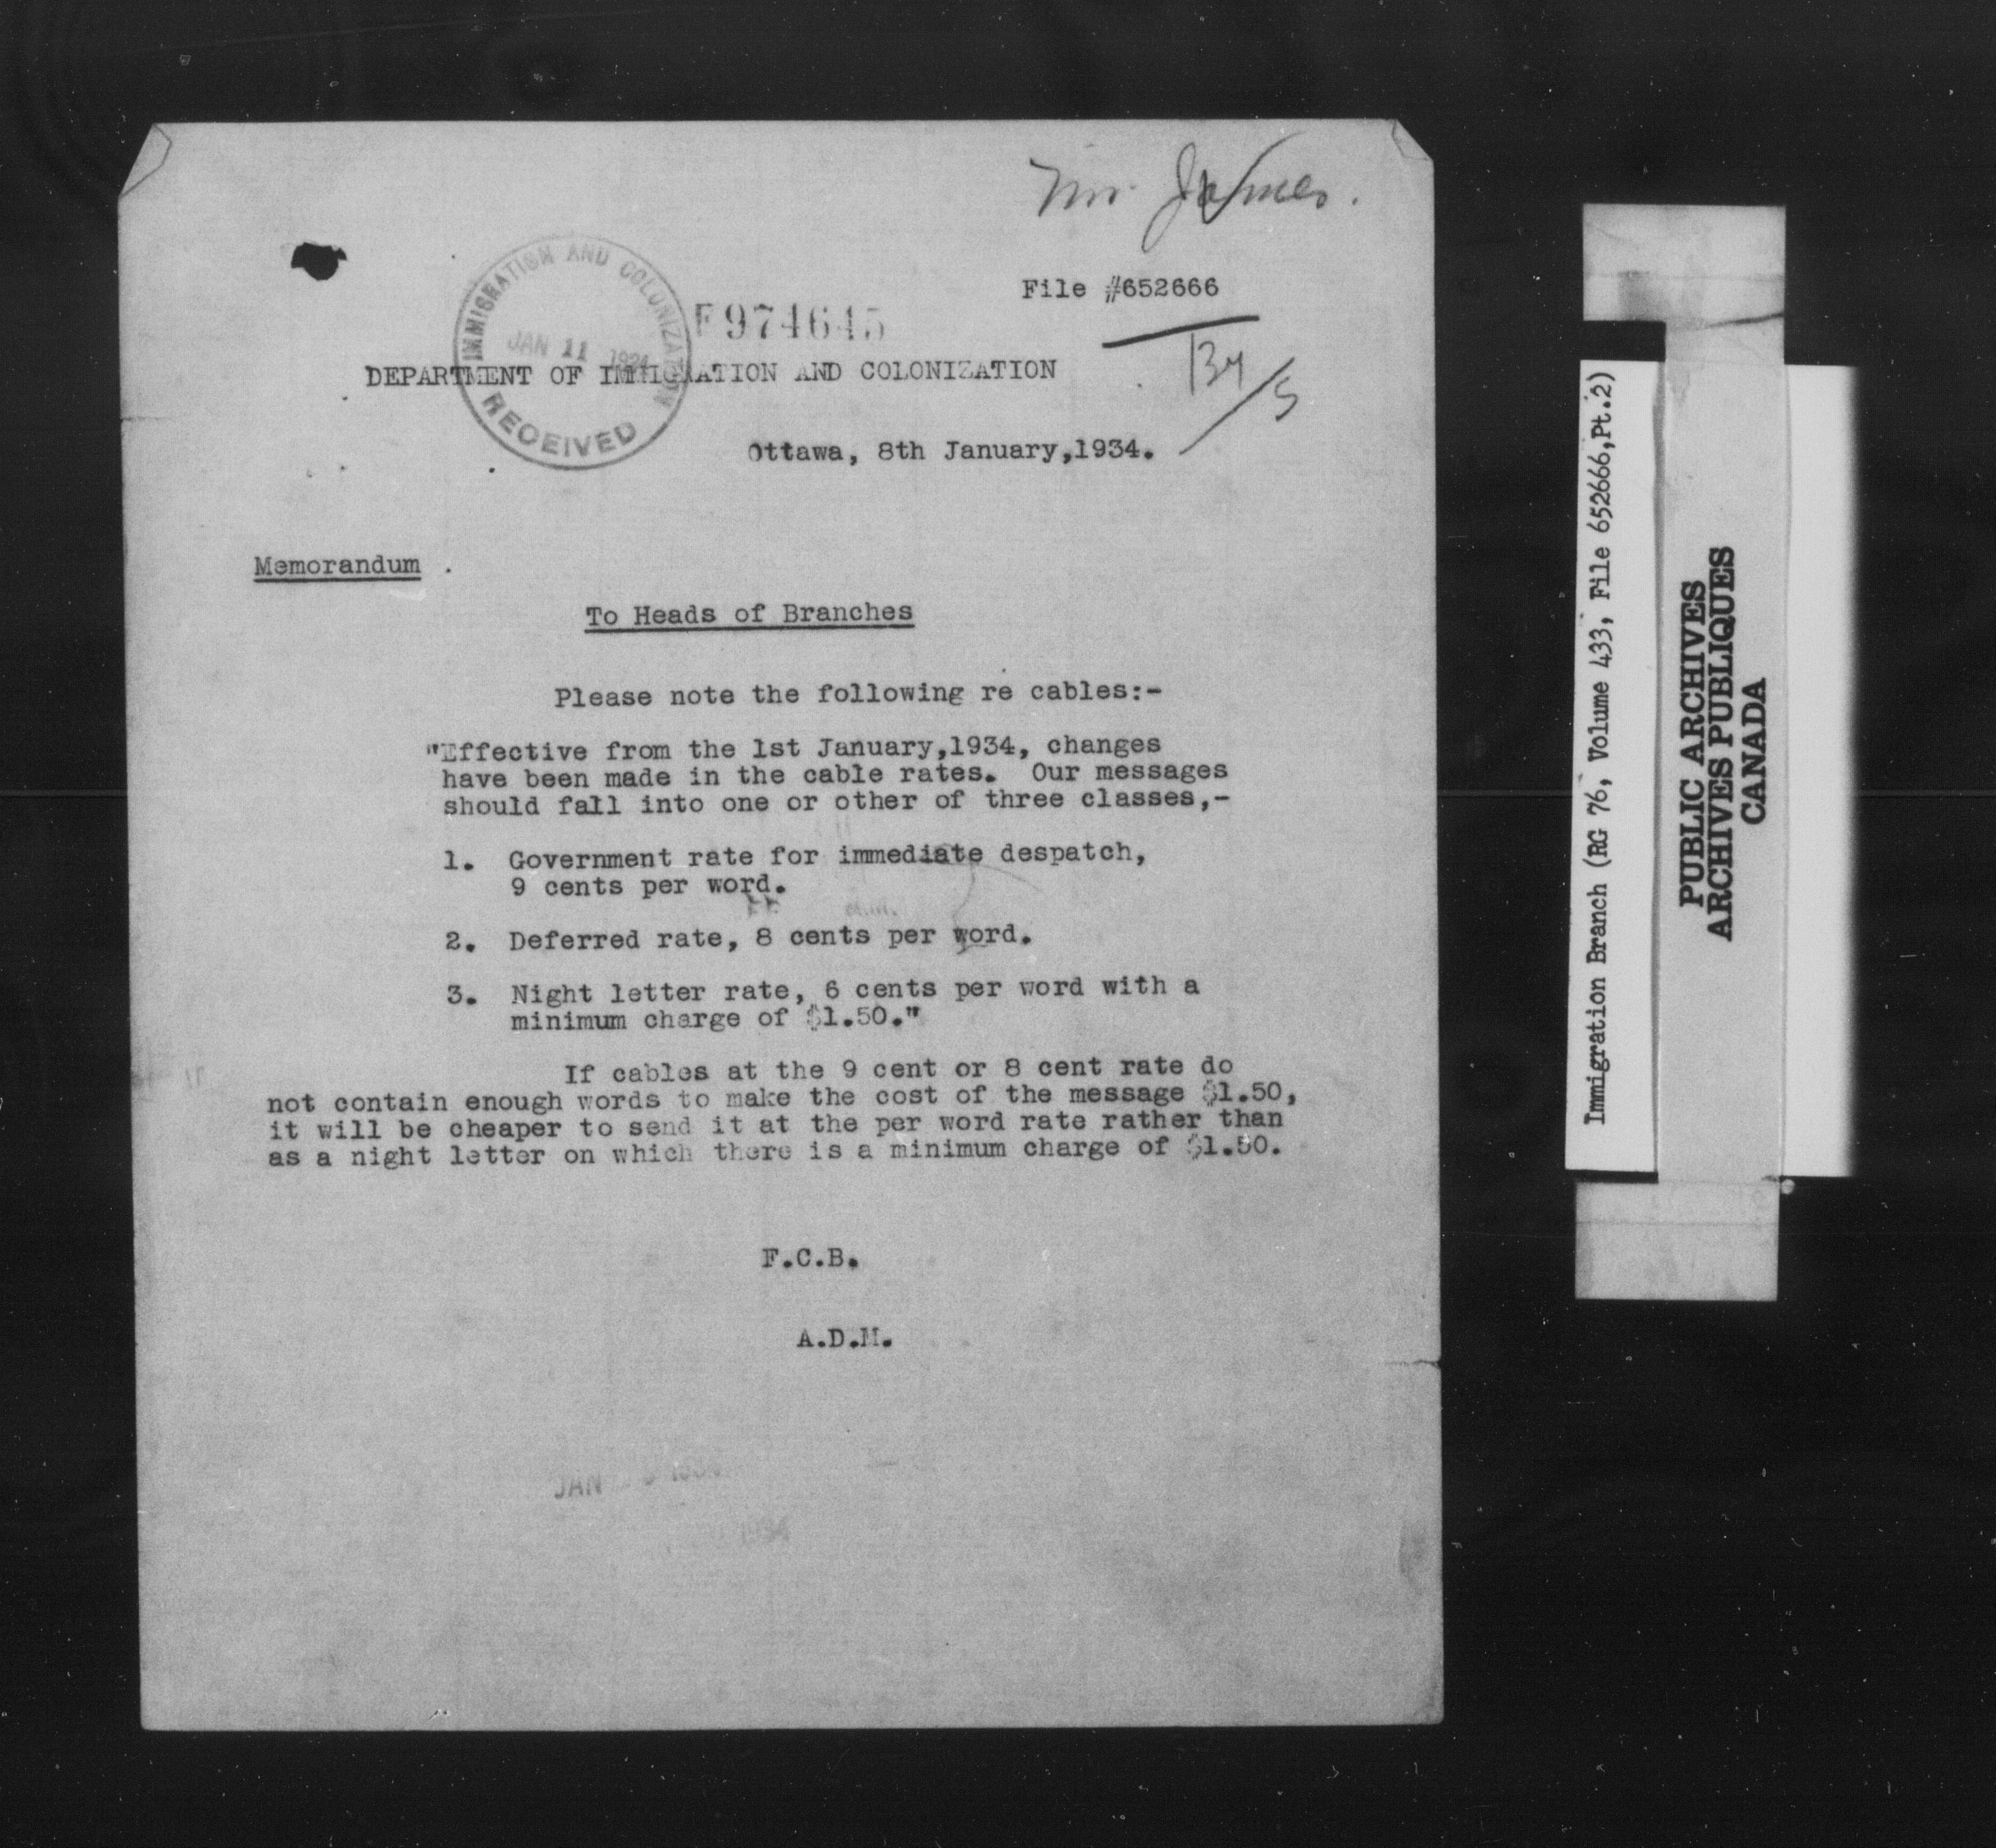 Mr. James.
File #652666
IMMIGRATION AND COLONIZATION
JAN 11 1934
RECEIVED
F974645
DEPARTMENT OF IMMIGRATION AND COLONIZATION
Ottawa, 8th January,1934.
Memorandum .
To Heads of Branches
Please note the following re cables:-
"Effective from the 1st January,1934, changes
have been made in the cable rates. Our messages
should fall into one or other of three classes,-
1. Government rate for immediate despatch,
9 cents per word.
2. Deferred rate, 8 cents per word.
3. Night letter rate, 6 cents per word with a
minimum charge of $1.50."
If cables at the 9 cent or 8 cent rate do
not contain enough words to make the cost of the message $1.50,
it will be cheaper to send it at the per word rate rather than
as a night letter on which there is a minimum charge of $1.50.
F.C.B.
A.D.M.
JAN
1934
Immigration Branch (RG 76, Volume 433, File 652666,Pt.2)
PUBLIC ARCHIVES
ARCHIVES PUBLIQUES
CANADA